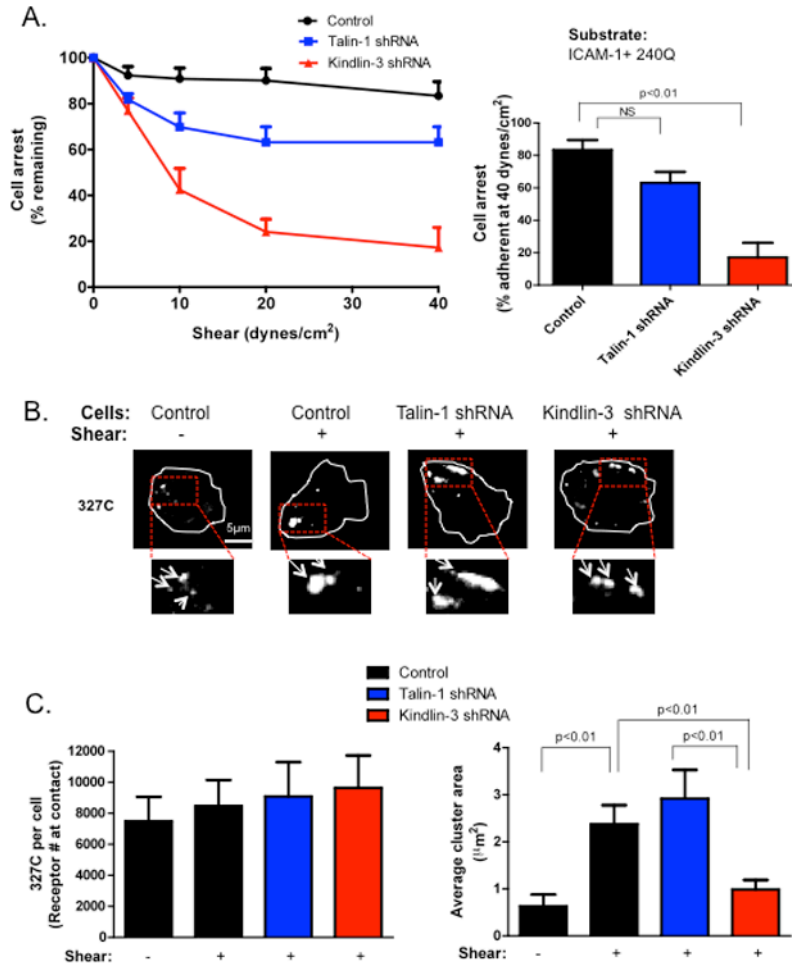 A.
Control
Talin-1 shRNA
Kindlin-3 shRNA
100
80
60
40
20
0
Cell arrest
(% remaining)
0 10 20 30 40
Shear (dynes/cm²)
Substrate:
ICAM-1+ 240Q
p<0.01
NS
100
80
60
40
20
0
Cell arrest
(% adherent at 40 dynes/cm²)
Control
Talin-1 shRNA
Kindlin-3 shRNA
B.
Cells: Control Control Talin-1 shRNA Kindlin-3 shRNA
Shear: - + + +
327C
5µm
Control
Talin-1 shRNA
Kindlin-3 shRNA
C.
12000
10000
8000
6000
4000
2000
0
327C per cell
(Receptor # at contact)
Shear: - + + +
p<0.01
p<0.01
p<0.01
4
3
2
1
0
Average cluster area
(µm2)
Shear: - + + +